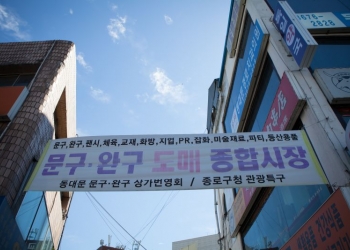 문구,완구,팬시,체육,교재,화방,지업,PR,잡화,미술재료,파티,등산용품
문구·완구 도매 종합시장
동대문 문구·완구 상가번영회 / 종로구청 관광특구